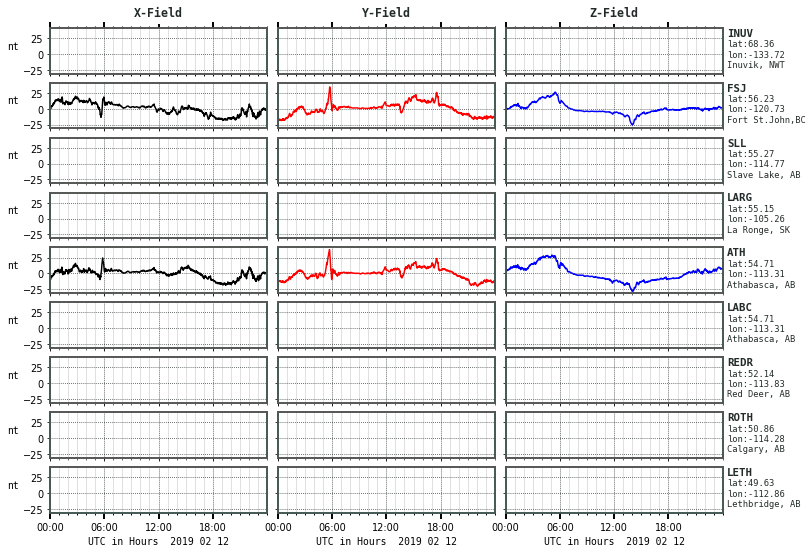 X-Field Y-Field Z-Field
nt 25 0 −25 INUV
lat:68.36
lon:-133.72
Inuvik, NWT
nt 25 0 −25 FSJ
lat:56.23
lon:-120.73
Fort St.John,BC
nt 25 0 −25 SLL
lat:55.27
lon:-114.77
Slave Lake, AB
nt 25 0 −25 LARG
lat:55.15
lon:-105.26
La Ronge, SK
nt 25 0 −25 ATH
lat:54.71
lon:-113.31
Athabasca, AB
nt 25 0 −25 LABC
lat:54.71
lon:-113.31
Athabasca, AB
nt 25 0 −25 REDR
lat:52.14
lon:-113.83
Red Deer, AB
nt 25 0 −25 ROTH
lat:50.86
lon:-114.28
Calgary, AB
nt 25 0 −25 LETH
lat:49.63
lon:-112.86
Lethbridge, AB
00:00 06:00 12:00 18:00 00:00 06:00 12:00 18:00 00:00 06:00 12:00 18:00
UTC in Hours 2019 02 12 UTC in Hours 2019 02 12 UTC in Hours 2019 02 12